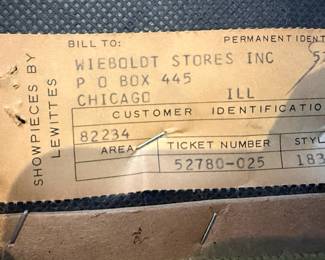 SHOWPIECES BY
LEWITTES
BILL TO:
PERMANENT IDENT
WIEBOLDT STORES INC
P O BOX 445
CHICAGO ILL
CUSTOMER IDENTIFICATIO
82234
AREA
TICKET NUMBER
STYL
52780-025
183